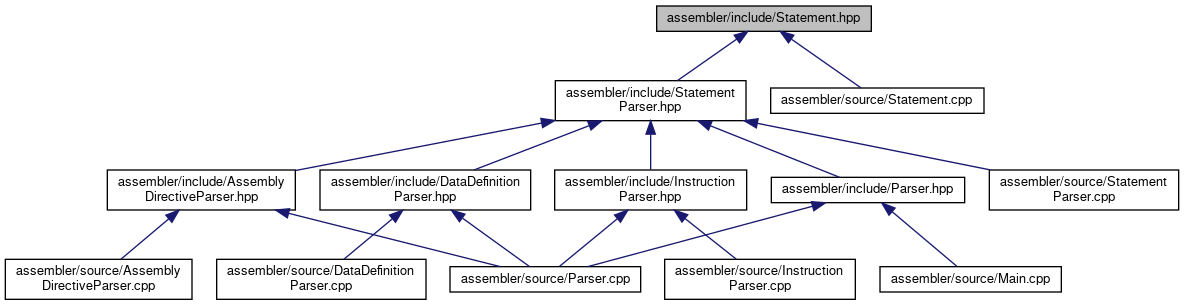 assembler/include/Statement.hpp
assembler/include/Statement
Parser.hpp
assembler/source/Statement.cpp
assembler/include/Assembly
DirectiveParser.hpp
assembler/include/DataDefinition
Parser.hpp
assembler/include/Instruction
Parser.hpp
assembler/include/Parser.hpp
assembler/source/Statement
Parser.cpp
assembler/source/Assembly
DirectiveParser.cpp
assembler/source/DataDefinition
Parser.cpp
assembler/source/Parser.cpp
assembler/source/Instruction
Parser.cpp
assembler/source/Main.cpp